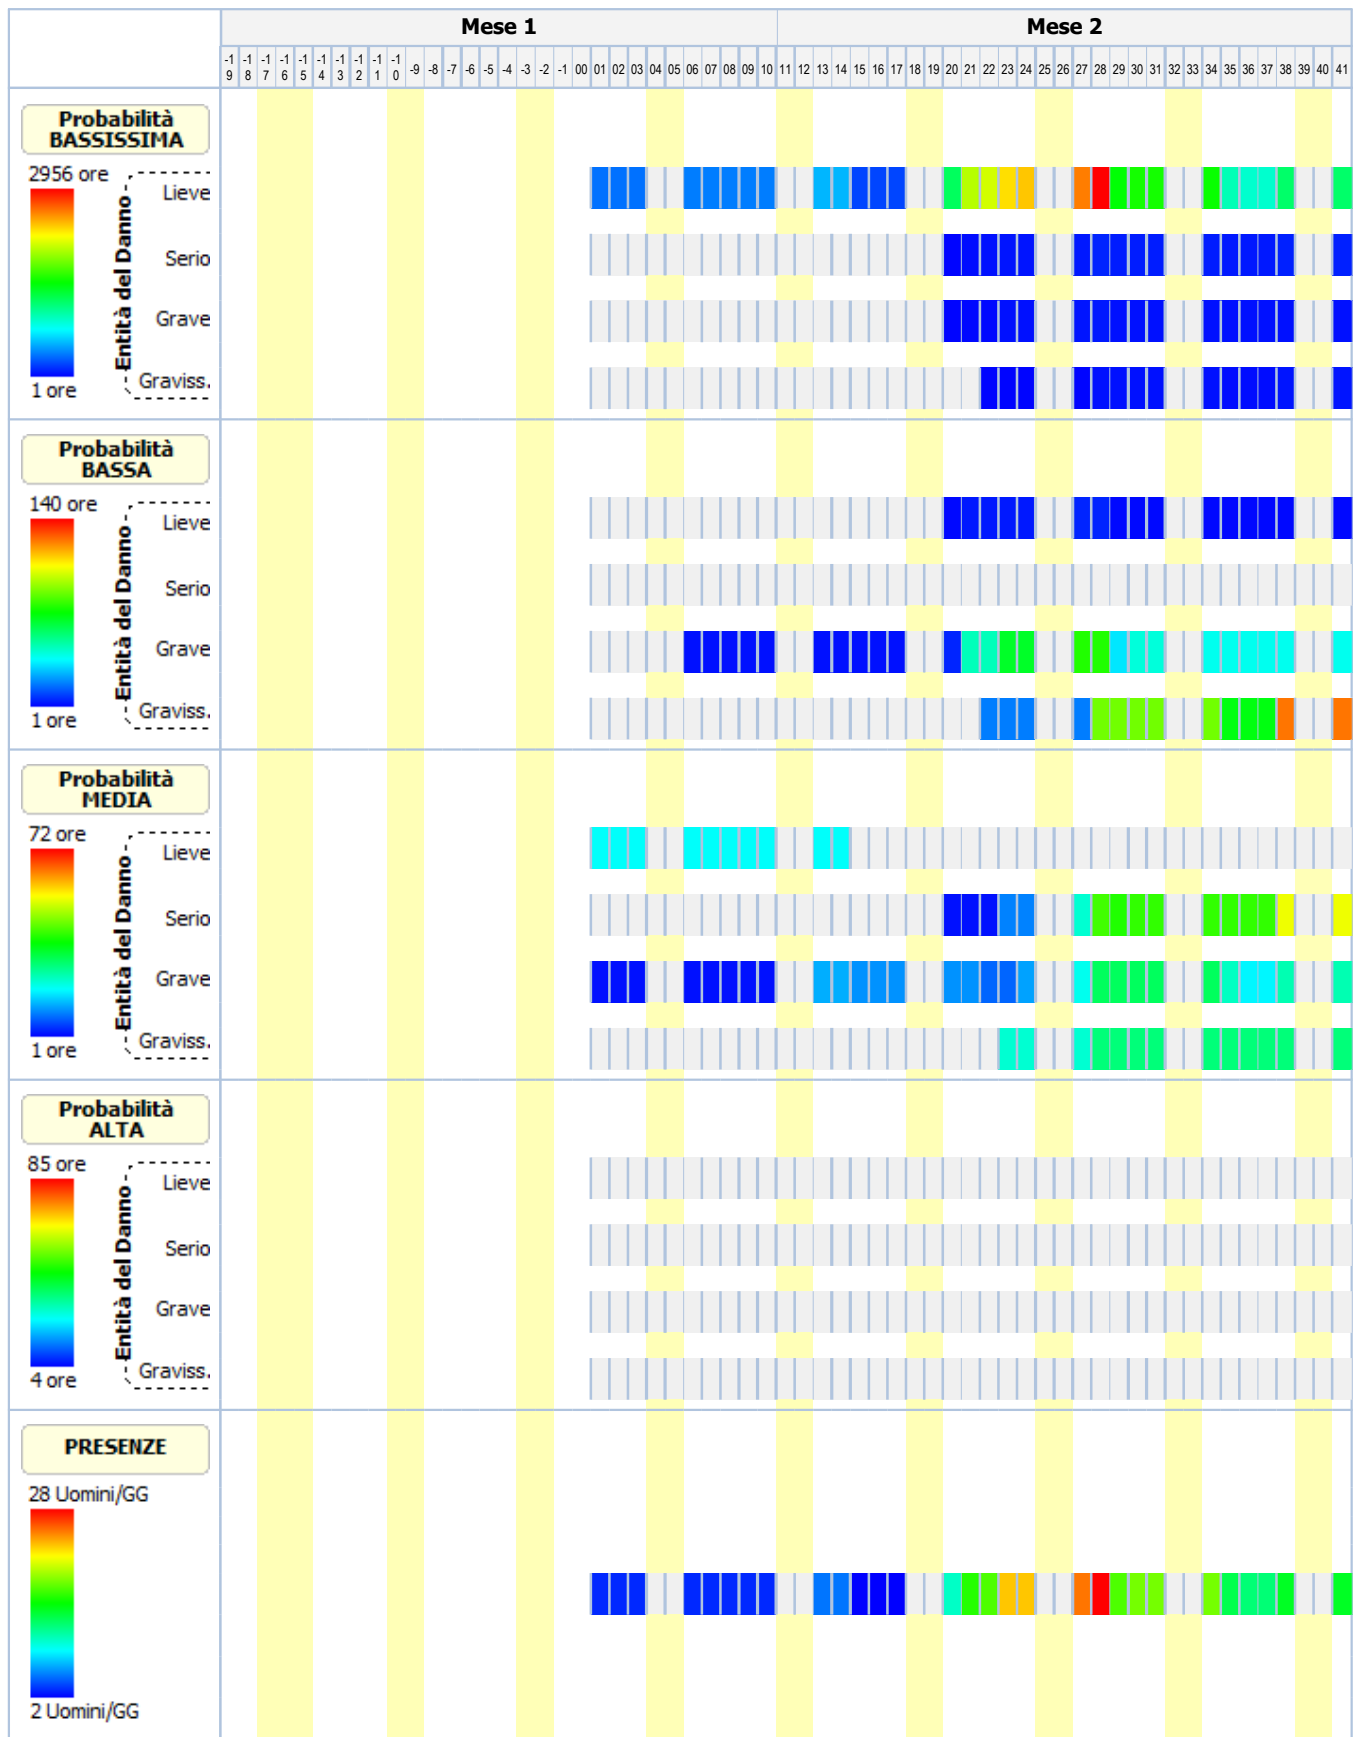 Mese 1 Mese 2
-19 -18 -17 -16 -15 -14 -13 -12 -11 -10 -9 -8 -7 -6 -5 -4 -3 -2 -1 00 01 02 03 04 05 06 07 08 09 10 11 12 13 14 15 16 17 18 19 20 21 22 23 24 25 26 27 28 29 30 31 32 33 34 35 36 37 38 39 40 41
Probabilità
BASSISSIMA
2956 ore
Lieve
Serio
Entità del Danno
Grave
Graviss.
1 ore
Probabilità
BASSA
140 ore
Lieve
Serio
Entità del Danno
Grave
Graviss.
1 ore
Probabilità
MEDIA
72 ore
Lieve
Serio
Entità del Danno
Grave
Graviss.
1 ore
Probabilità
ALTA
85 ore
Lieve
Serio
Entità del Danno
Grave
Graviss.
4 ore
PRESENZE
28 Uomini/GG
2 Uomini/GG